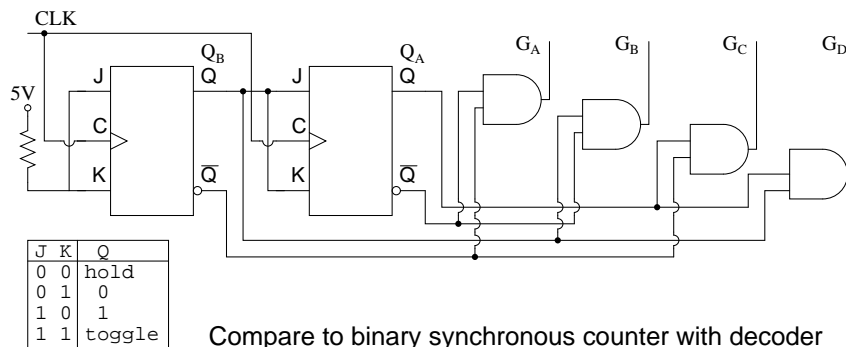 CLK
Q_B Q_A G_A G_B G_C G_D
J Q J Q
5V
C C
K Q̅ K Q̅
J K Q
0 0 hold
0 1 0
1 0 1
1 1 toggle
Compare to binary synchronous counter with decoder